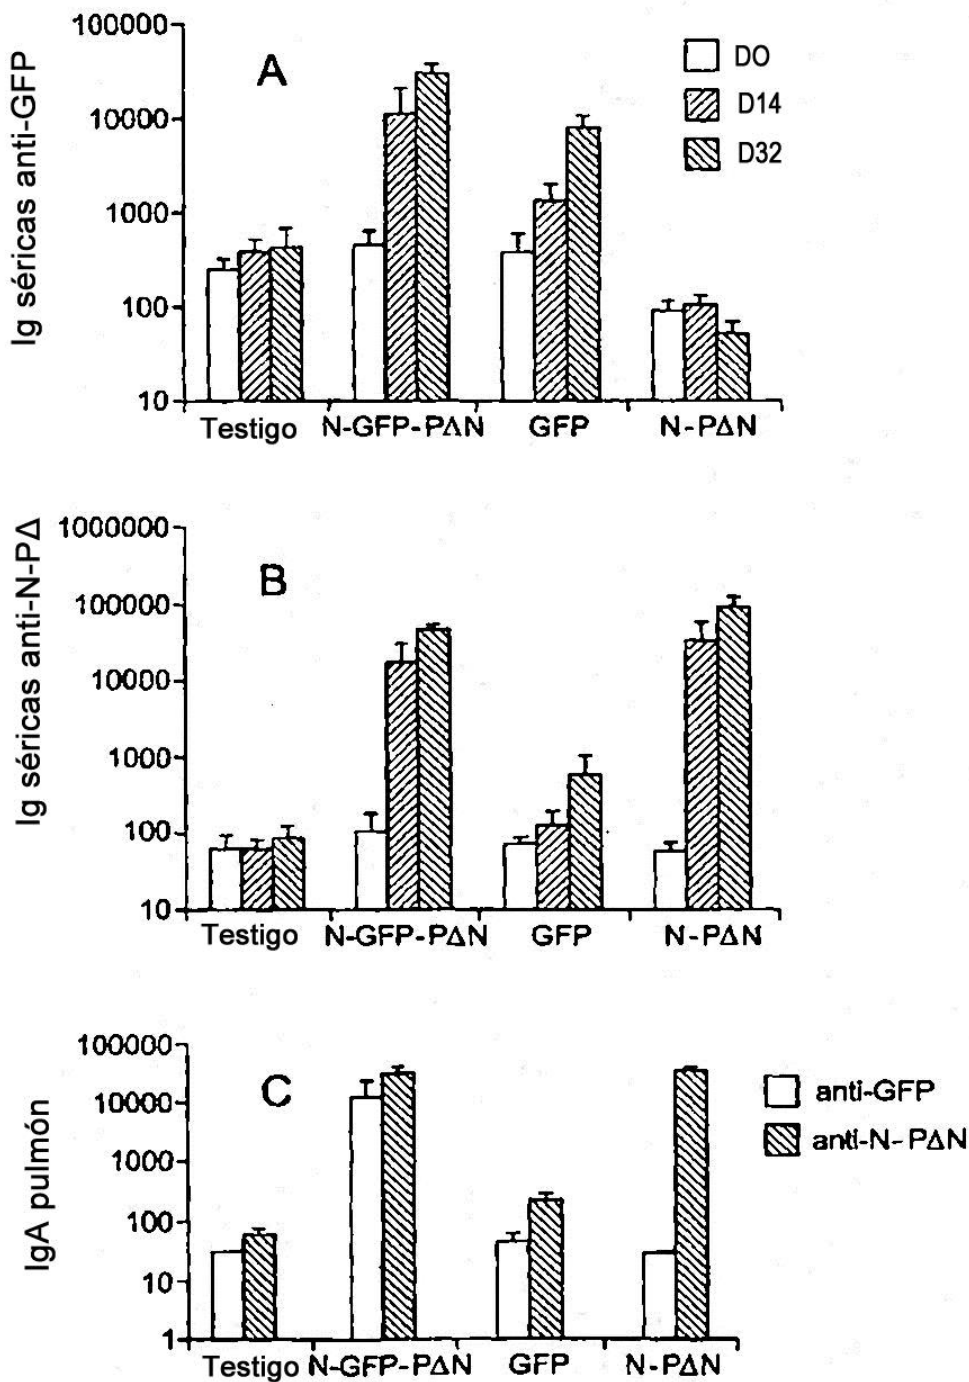 Ig séricas anti-GFP
100000
10000
1000
100
10
A
DO
D14
D32
Testigo N-GFP-PΔN GFP N-PΔN
Ig séricas anti-N-PΔ
1000000
100000
10000
1000
100
10
B
Testigo N-GFP-PΔN GFP N-PΔN
IgA pulmón
100000
10000
1000
100
10
1
C
anti-GFP
anti-N-PΔN
Testigo N-GFP-PΔN GFP N-PΔN